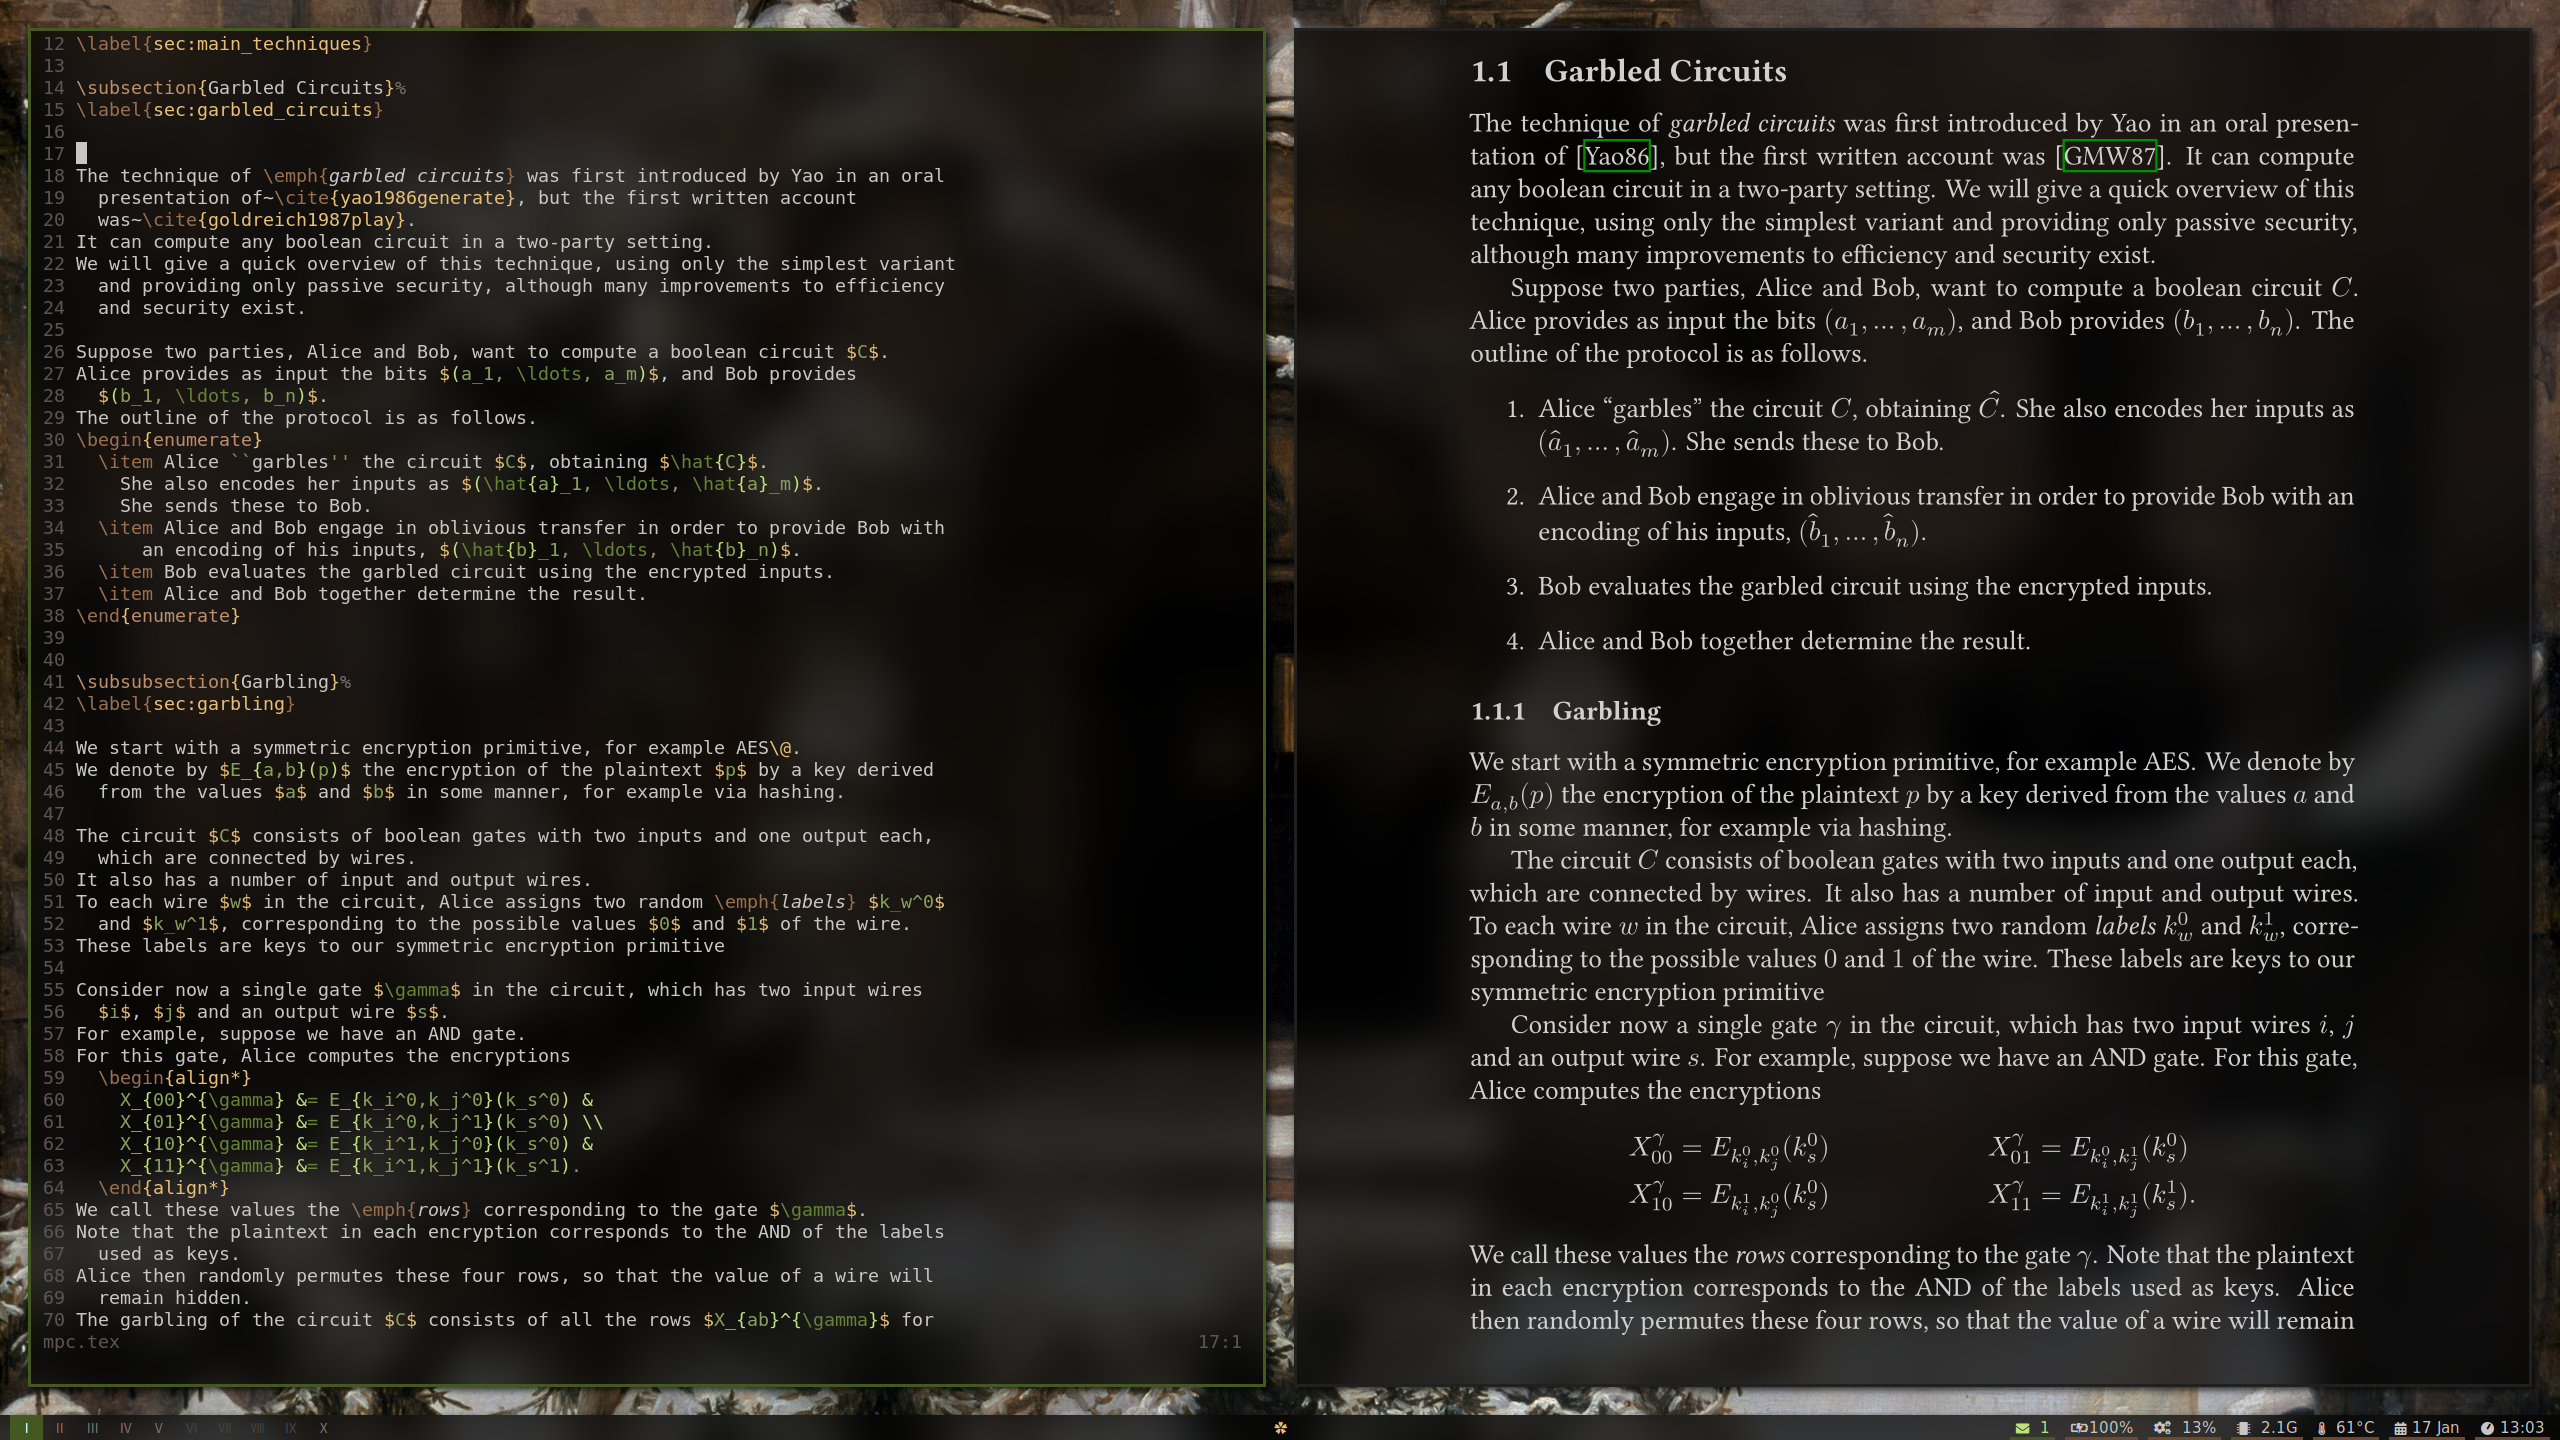 12 \label{sec:main_techniques}
13
14 \subsection{Garbled Circuits}%
15 \label{sec:garbled_circuits}
16
17
18 The technique of \emph{garbled circuits} was first introduced by Yao in an oral
19 presentation of~\cite{yao1986generate}, but the first written account
20 was~\cite{goldreich1987play}.
21 It can compute any boolean circuit in a two-party setting.
22 We will give a quick overview of this technique, using only the simplest variant
23 and providing only passive security, although many improvements to efficiency
24 and security exist.
25
26 Suppose two parties, Alice and Bob, want to compute a boolean circuit $C$.
27 Alice provides as input the bits $(a_1, \ldots, a_m)$, and Bob provides
28 $(b_1, \ldots, b_n)$.
29 The outline of the protocol is as follows.
30 \begin{enumerate}
31 \item Alice ``garbles'' the circuit $C$, obtaining $\hat{C}$.
32 She also encodes her inputs as $(\hat{a}_1, \ldots, \hat{a}_m)$.
33 She sends these to Bob.
34 \item Alice and Bob engage in oblivious transfer in order to provide Bob with
35 an encoding of his inputs, $(\hat{b}_1, \ldots, \hat{b}_n)$.
36 \item Bob evaluates the garbled circuit using the encrypted inputs.
37 \item Alice and Bob together determine the result.
38 \end{enumerate}
39
40
41 \subsubsection{Garbling}%
42 \label{sec:garbling}
43
44 We start with a symmetric encryption primitive, for example AES\@.
45 We denote by $E_{a,b}(p)$ the encryption of the plaintext $p$ by a key derived
46 from the values $a$ and $b$ in some manner, for example via hashing.
47
48 The circuit $C$ consists of boolean gates with two inputs and one output each,
49 which are connected by wires.
50 It also has a number of input and output wires.
51 To each wire $w$ in the circuit, Alice assigns two random \emph{labels} $k_w^0$
52 and $k_w^1$, corresponding to the possible values $0$ and $1$ of the wire.
53 These labels are keys to our symmetric encryption primitive
54
55 Consider now a single gate $\gamma$ in the circuit, which has two input wires
56 $i$, $j$ and an output wire $s$.
57 For example, suppose we have an AND gate.
58 For this gate, Alice computes the encryptions
59 \begin{align*}
60 X_{00}^{\gamma} &= E_{k_i^0,k_j^0}(k_s^0) &
61 X_{01}^{\gamma} &= E_{k_i^0,k_j^1}(k_s^0) \\
62 X_{10}^{\gamma} &= E_{k_i^1,k_j^0}(k_s^0) &
63 X_{11}^{\gamma} &= E_{k_i^1,k_j^1}(k_s^1).
64 \end{align*}
65 We call these values the \emph{rows} corresponding to the gate $\gamma$.
66 Note that the plaintext in each encryption corresponds to the AND of the labels
67 used as keys.
68 Alice then randomly permutes these four rows, so that the value of a wire will
69 remain hidden.
70 The garbling of the circuit $C$ consists of all the rows $X_{ab}^{\gamma}$ for
mpc.tex 17:1
1.1 Garbled Circuits
The technique of garbled circuits was first introduced by Yao in an oral presen-
tation of [Yao86], but the first written account was [GMW87]. It can compute
any boolean circuit in a two-party setting. We will give a quick overview of this
technique, using only the simplest variant and providing only passive security,
although many improvements to efficiency and security exist.
Suppose two parties, Alice and Bob, want to compute a boolean circuit C.
Alice provides as input the bits (a₁, … , aₘ), and Bob provides (b₁, … , bₙ). The
outline of the protocol is as follows.
1. Alice “garbles” the circuit C, obtaining Ĉ. She also encodes her inputs as
(â₁, … , âₘ). She sends these to Bob.
2. Alice and Bob engage in oblivious transfer in order to provide Bob with an
encoding of his inputs, (b̂₁, … , b̂ₙ).
3. Bob evaluates the garbled circuit using the encrypted inputs.
4. Alice and Bob together determine the result.
1.1.1 Garbling
We start with a symmetric encryption primitive, for example AES. We denote by
E_{a,b}(p) the encryption of the plaintext p by a key derived from the values a and
b in some manner, for example via hashing.
The circuit C consists of boolean gates with two inputs and one output each,
which are connected by wires. It also has a number of input and output wires.
To each wire w in the circuit, Alice assigns two random labels k_w^0 and k_w^1, corre-
sponding to the possible values 0 and 1 of the wire. These labels are keys to our
symmetric encryption primitive
Consider now a single gate γ in the circuit, which has two input wires i, j
and an output wire s. For example, suppose we have an AND gate. For this gate,
Alice computes the encryptions
X_{00}^γ = E_{k_i^0,k_j^0}(k_s^0) X_{01}^γ = E_{k_i^0,k_j^1}(k_s^0)
X_{10}^γ = E_{k_i^1,k_j^0}(k_s^0) X_{11}^γ = E_{k_i^1,k_j^1}(k_s^1).
We call these values the rows corresponding to the gate γ. Note that the plaintext
in each encryption corresponds to the AND of the labels used as keys. Alice
then randomly permutes these four rows, so that the value of a wire will remain
I II III IV V VI VII VIII IX X 1 100% 13% 2.1G 61°C 17 Jan 13:03